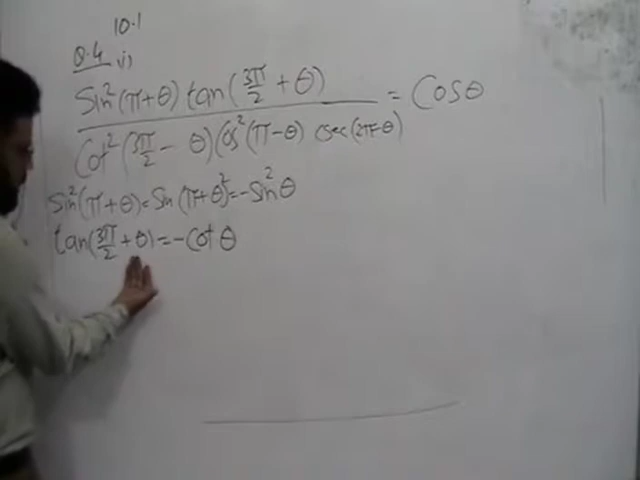 10.1
Q.4 i)
Sin²(π+θ) tan(3π/2 + θ)
= Cosθ
Cot²(3π/2 - θ) Cos²(π-θ) csec(2π-θ)
Sin²(π+θ) = Sin(π+θ)² = -Sin²θ
tan(3π/2 + θ) = -Cot θ